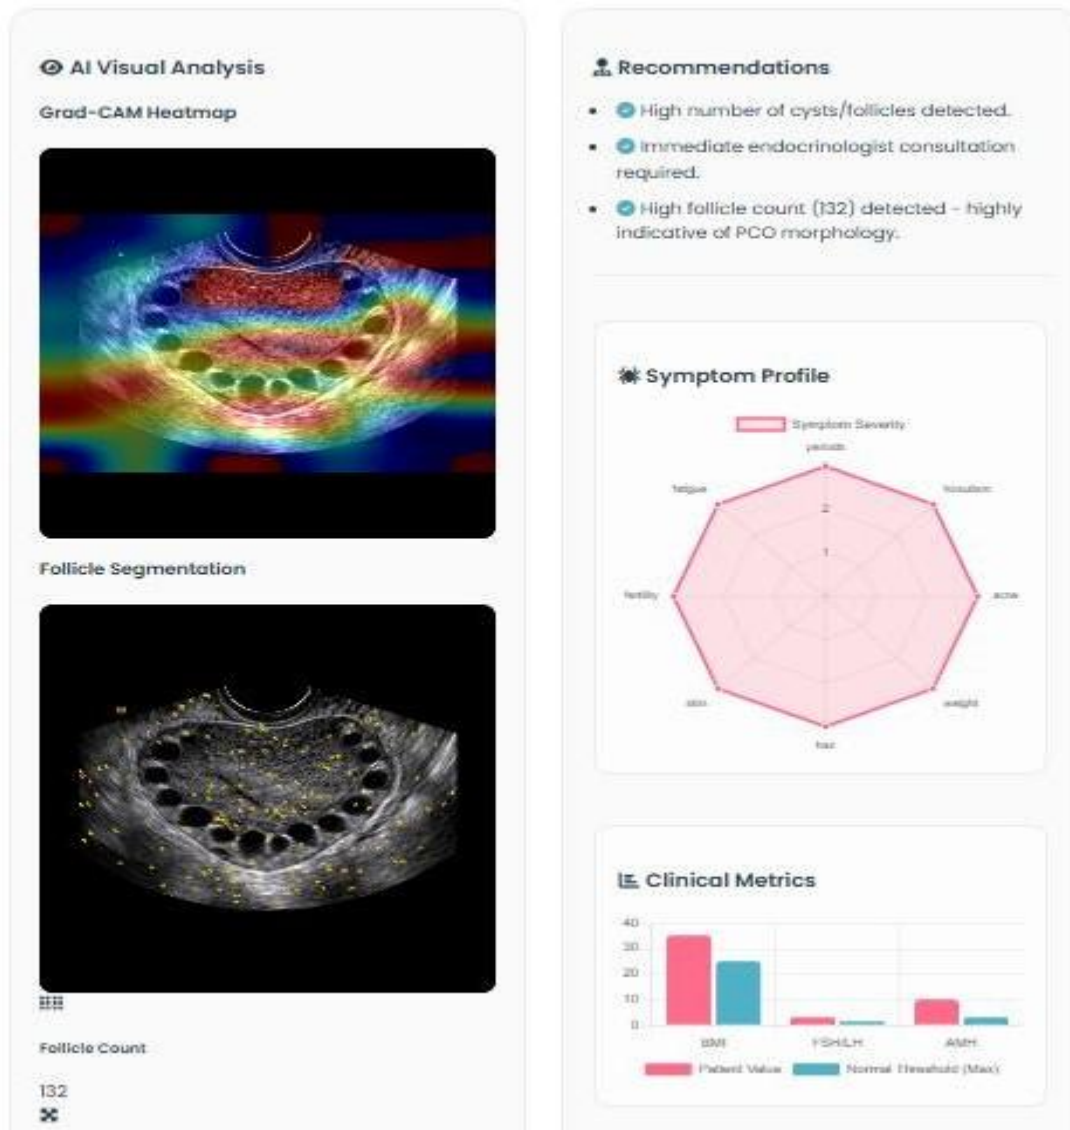 AI Visual Analysis
Grad-CAM Heatmap
Follicle Segmentation
Follicle Count
132
Recommendations
High number of cysts/follicles detected.
Immediate endocrinologist consultation
required.
High follicle count (132) detected - highly
indicative of PCO morphology.
Symptom Profile
Symptom Severity
periods
hirsutism
acne
weight
hair
skin
fertility
fatigue
2
1
Clinical Metrics
40
30
20
10
0
BMI
FSH/LH
AMH
Patient Value
Normal Threshold (Max)